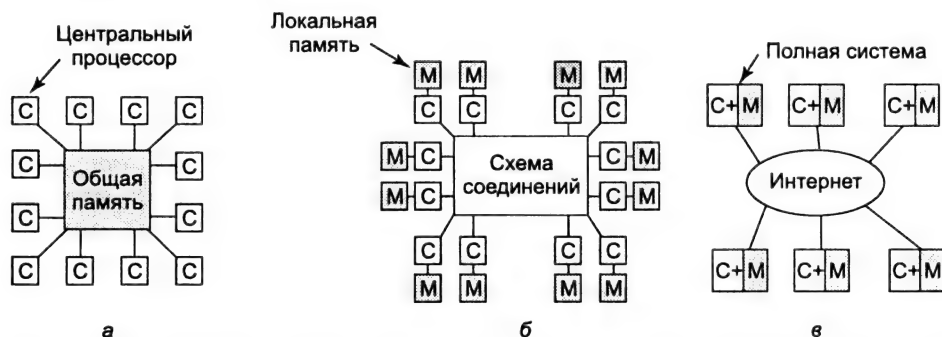 Центральный
процессор
C C C C
C C
Общая
память
C C
C C C C
а
Локальная
память
M M M M
C C C C
M C C M
Схема
соединений
M C C M
C C C C
M M M M
б
Полная система
C+ M C+ M C+ M
Интернет
C+ M C+ M C+ M
в